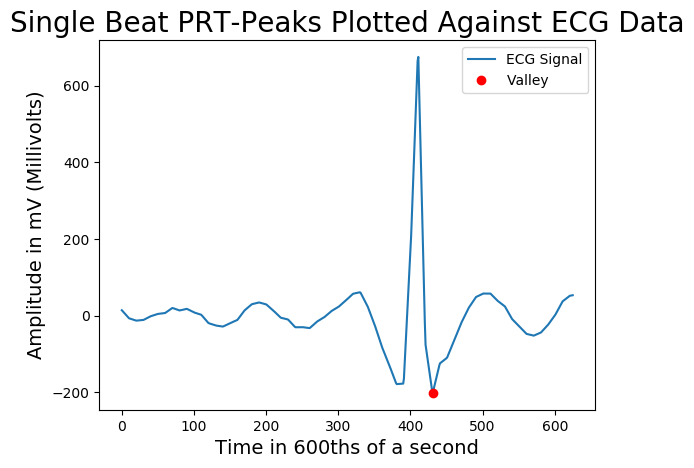 Single Beat PRT-Peaks Plotted Against ECG Data
ECG Signal
Valley
Amplitude in mV (Millivolts)
600
400
200
0
−200
0 100 200 300 400 500 600
Time in 600ths of a second